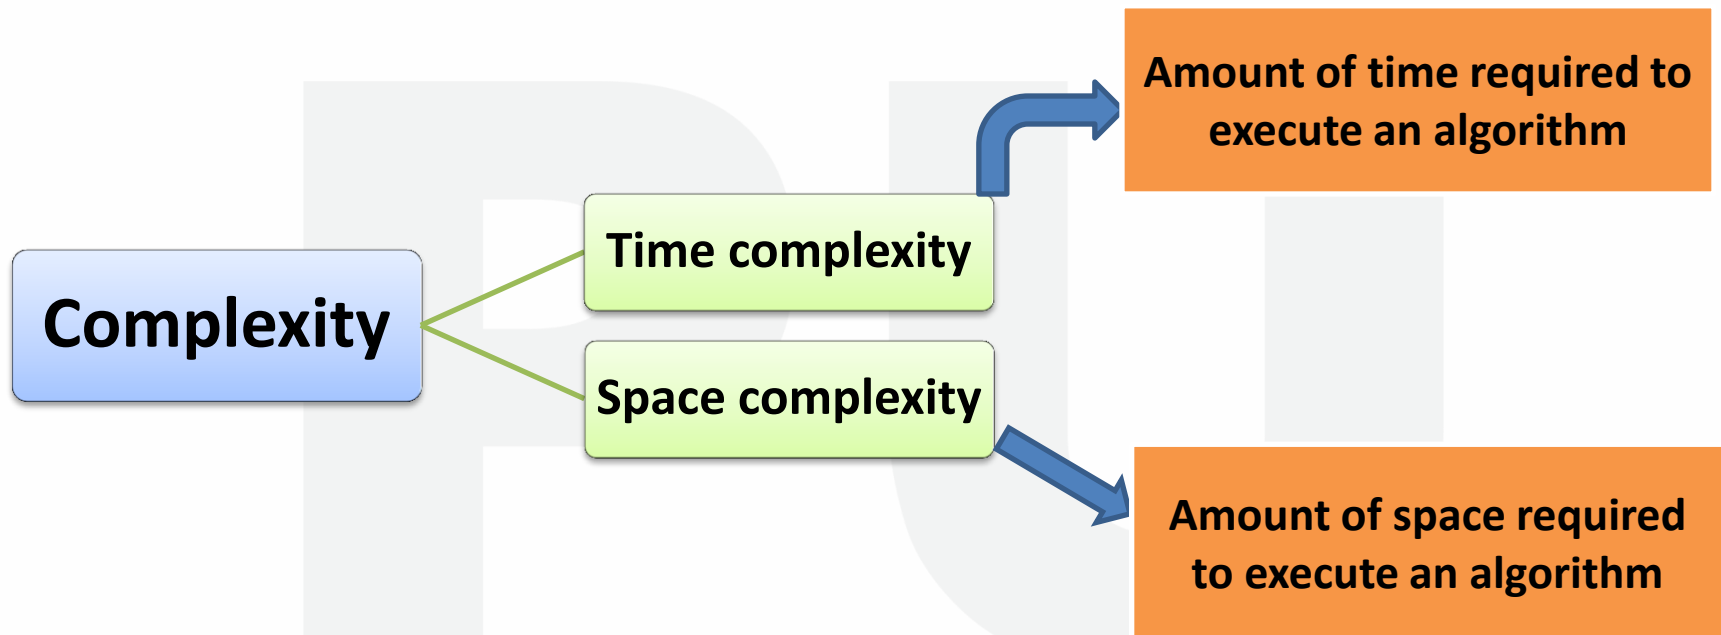 Complexity
Time complexity
Space complexity
Amount of time required to
execute an algorithm
Amount of space required
to execute an algorithm